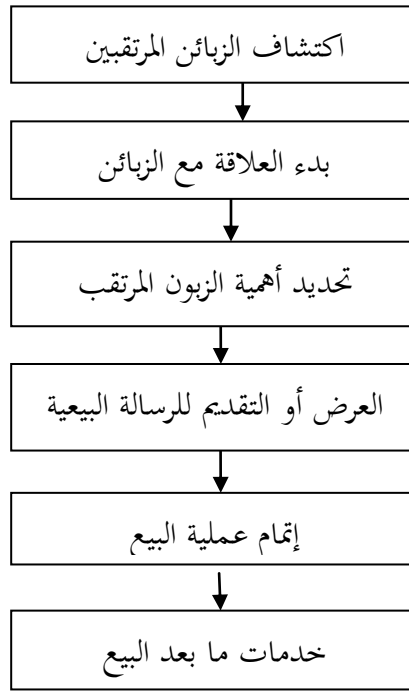 اكتشاف الزبائن المرتقبين
بدء العلاقة مع الزبائن
تحديد أهمية الزبون المرتقب
العرض أو التقديم للرسالة البيعية
إتمام عملية البيع
خدمات ما بعد البيع